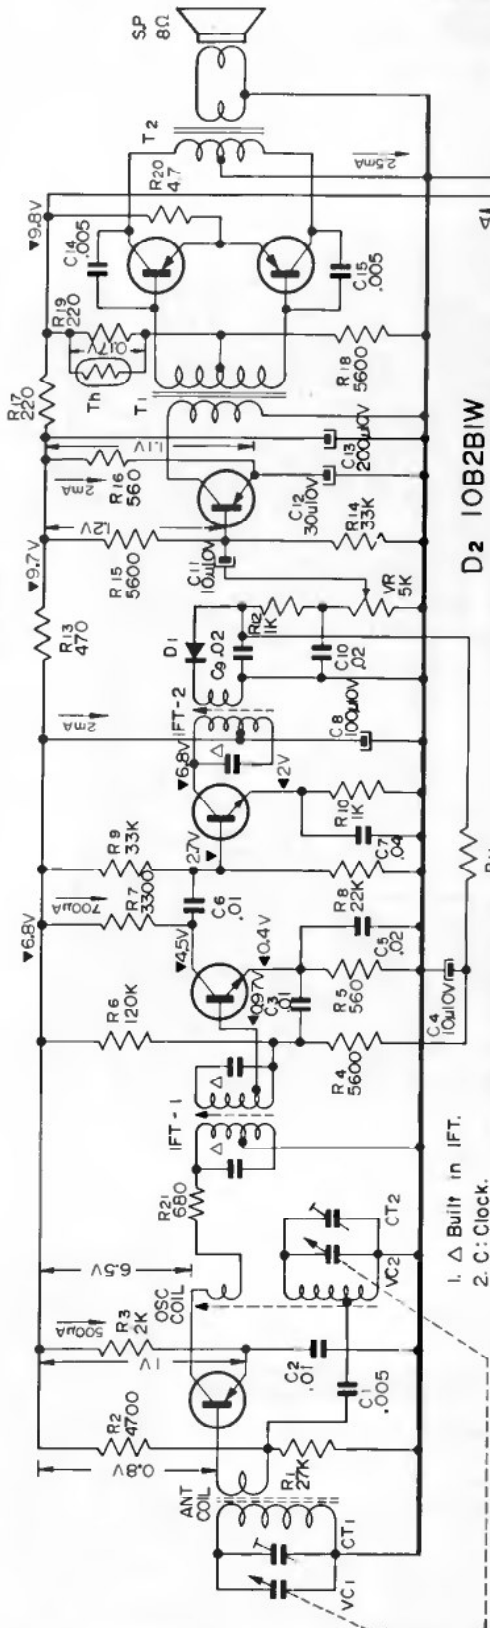 VC1
CT1
ANT
COIL
0.8V
R1
27K
R2
4700
1V
500μA
R3
2K
C2
.01
C1
.005
6.5V
OSC
COIL
VC2
CT2
R21
680
IFT-1
△
△
R6
120K
R4
5600
▼6.8V
▼0.97V
C3
.01
R5
560
▼0.4V
▼4.5V
700μA
R7
3300
C5
.02
C4
10μ10V
C6
.01
R9
33K
2.7V
R8
22K
C7
.04
R10
1K
▼2V
▼6.8V
△
IFT-2
2mA
C8
100μ10V
D1
C9 .02
R12
1K
C10
.02
VR
5K
R13
470
▼9.7V
R15
5600
1.2V
C11
10μ10V
R14
33K
2mA
R16
560
1.1V
C12
30μ10V
C13
200μ10V
R17
220
T1
Th
0.17V
R19
220
R18
5600
▼9.8V
C14
.005
C15
.005
R20
4.7
T2
2.5mA
S.P
8Ω
1. △ Built in IFT.
2. C: Clock.
D2 10B2B1W